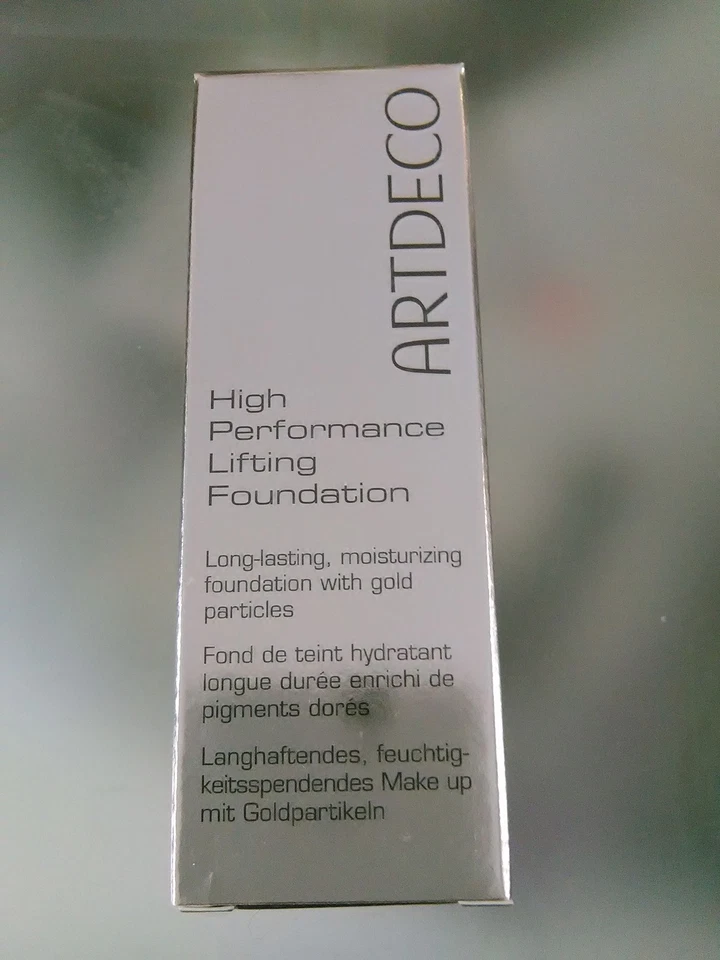 ARTDECO
High
Performance
Lifting
Foundation
Long-lasting, moisturizing
foundation with gold
particles
Fond de teint hydratant
longue durée enrichi de
pigments dorés
Langhaftendes, feuchtig-
keitsspendendes Make up
mit Goldpartikeln